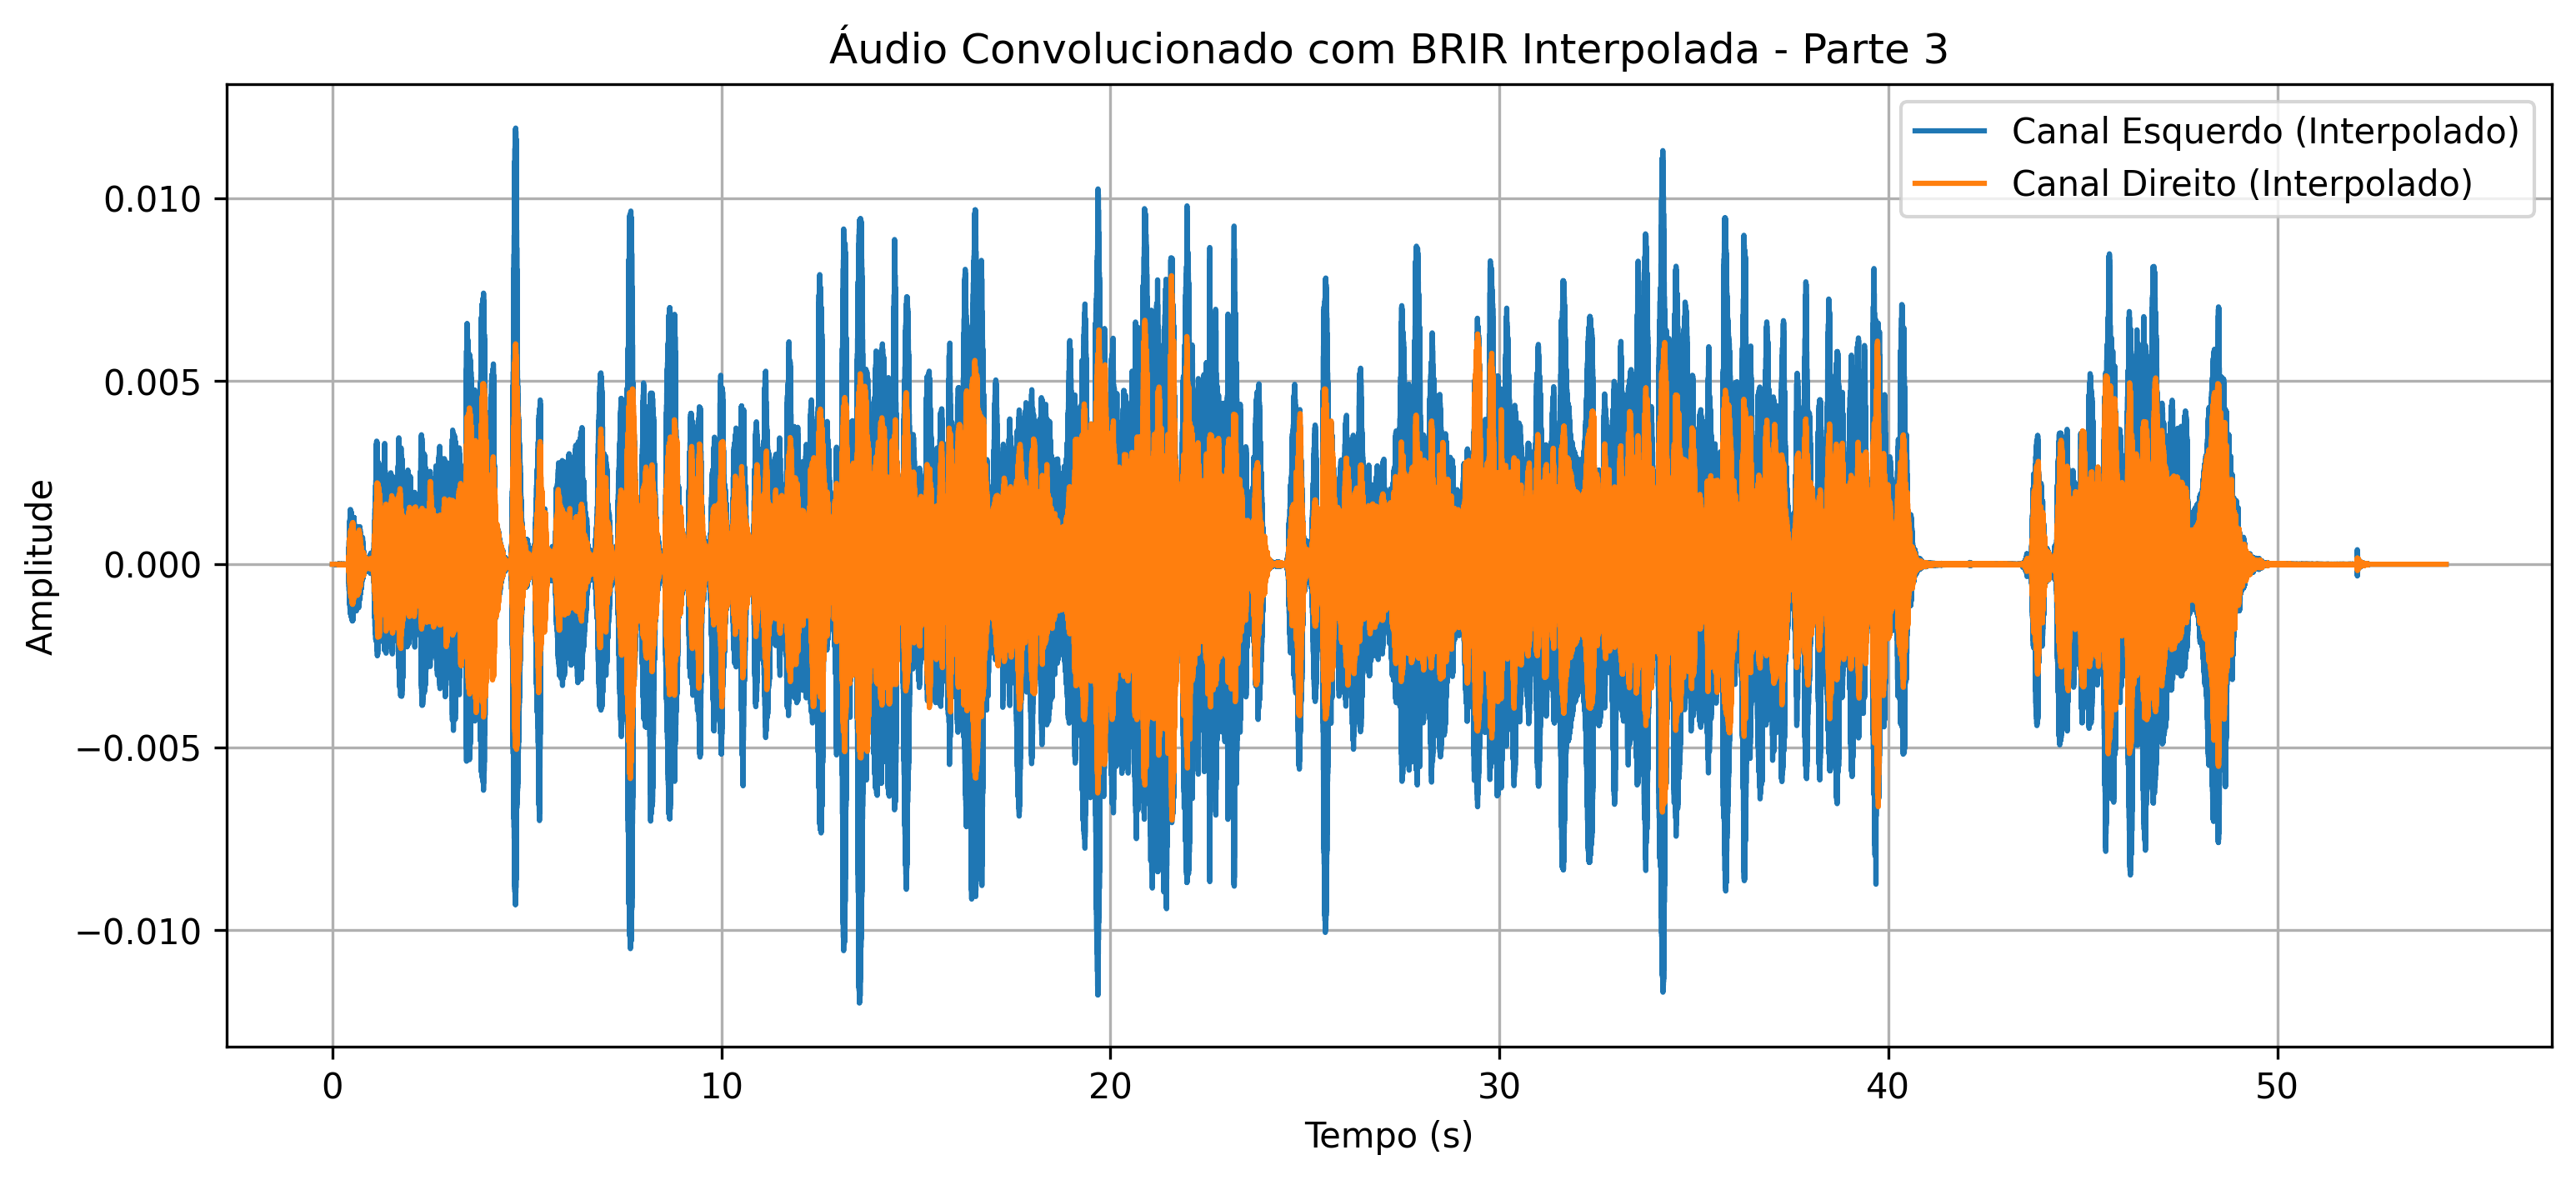 Áudio Convolucionado com BRIR Interpolada - Parte 3
Canal Esquerdo (Interpolado)
Canal Direito (Interpolado)
Amplitude
0.010
0.005
0.000
−0.005
−0.010
0 10 20 30 40 50
Tempo (s)